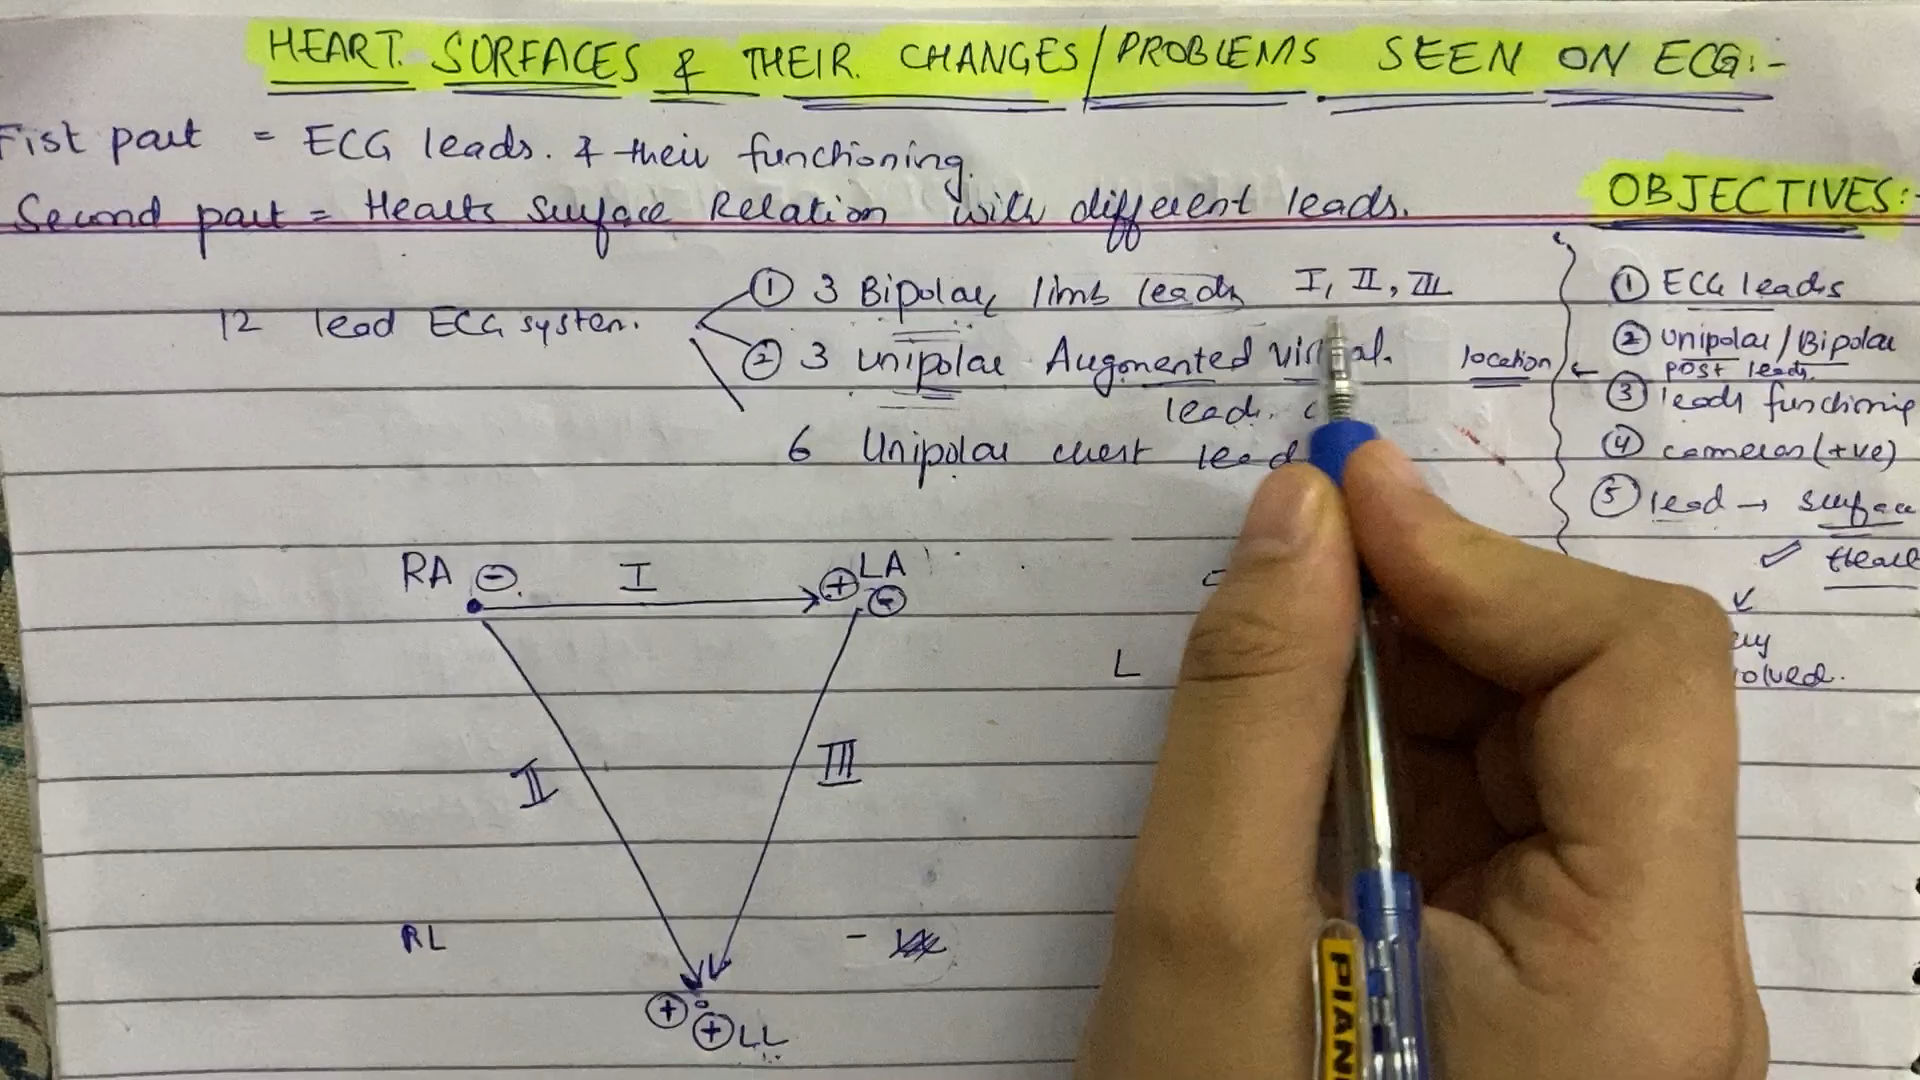 HEART SURFACES & THEIR CHANGES/PROBLEMS SEEN ON ECG:-
Fist part = ECG leads. & their functioning.
Second part = Hearts Surface Relation with different leads.
12 lead ECG system.
① 3 Bipolar limb leads I, II, III
② 3 unipolar Augmented
lead.
6 Unipolar chest lead
location
OBJECTIVES:-
① ECG leads
② Unipolar/Bipolar
post leads.
③ leads functioning
④ cameras (+ve)
⑤ lead → surface
Heart
RA ⊖ I ⊕ LA
⊖
L
II III
RL -
⊕ ⊕ LL
PIAN